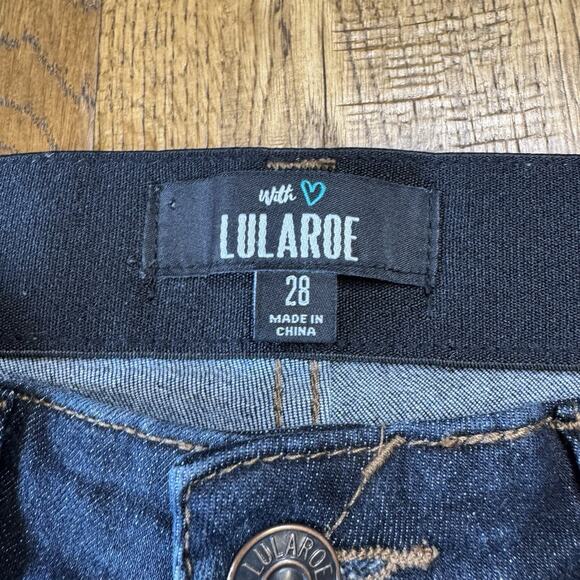 With
LULAROE
28
MADE IN
CHINA
LULAROE